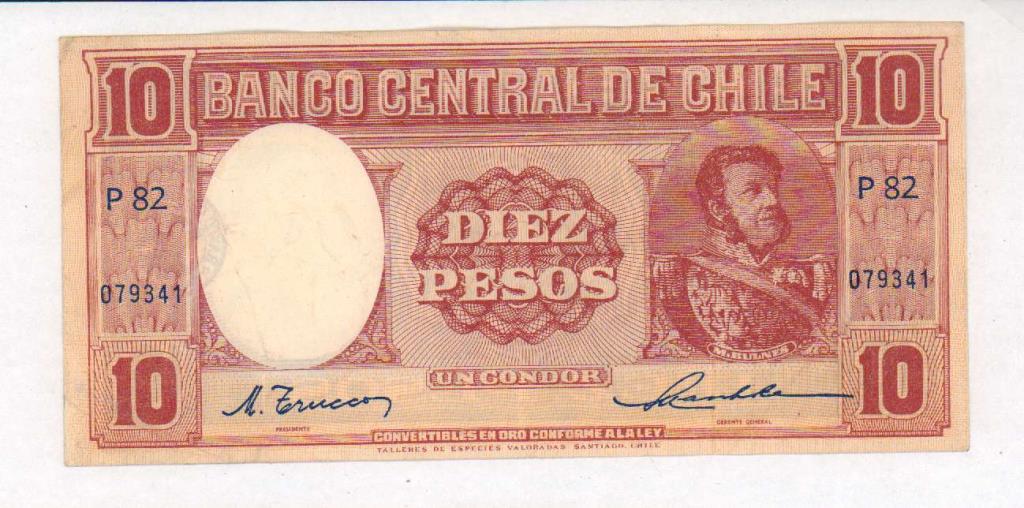 10 BANCO CENTRAL DE CHILE 10
P 82 P 82
DIEZ
PESOS
079341 079341
M. BULNES
10 UN CONDOR 10
M. Trucco
PRESIDENTE GERENTE GENERAL
CONVERTIBLES EN ORO CONFORME A LA LEY
TALLERES DE ESPECIES VALORADAS SANTIAGO, CHILE